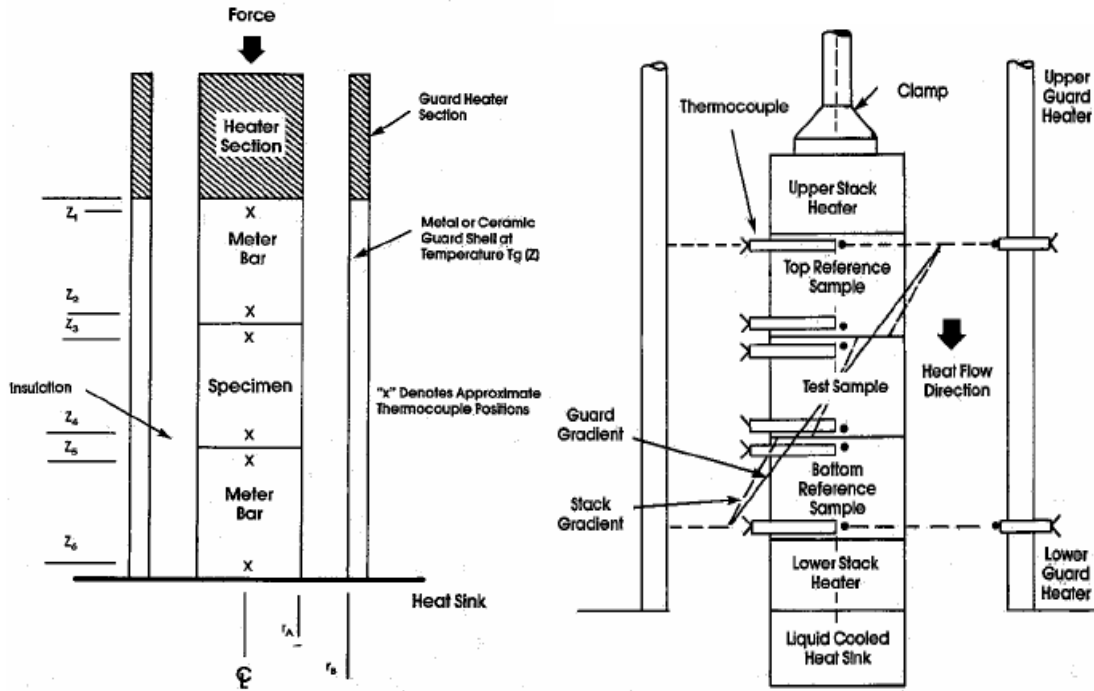 Force
Heater
Section
Guard Heater
Section
Z1
Meter
Bar
Metal or Ceramic
Guard Shell at
Temperature Tg (Z)
Z2
Z3
Insulation
Specimen
"x" Denotes Approximate
Thermocouple Positions
Z4
Z5
Meter
Bar
Z6
Heat Sink
rA
rB
℄
Thermocouple
Clamp
Upper
Guard
Heater
Upper Stack
Heater
Top Reference
Sample
Test Sample
Heat Flow
Direction
Guard
Gradient
Stack
Gradient
Bottom
Reference
Sample
Lower Stack
Heater
Lower
Guard
Heater
Liquid Cooled
Heat Sink